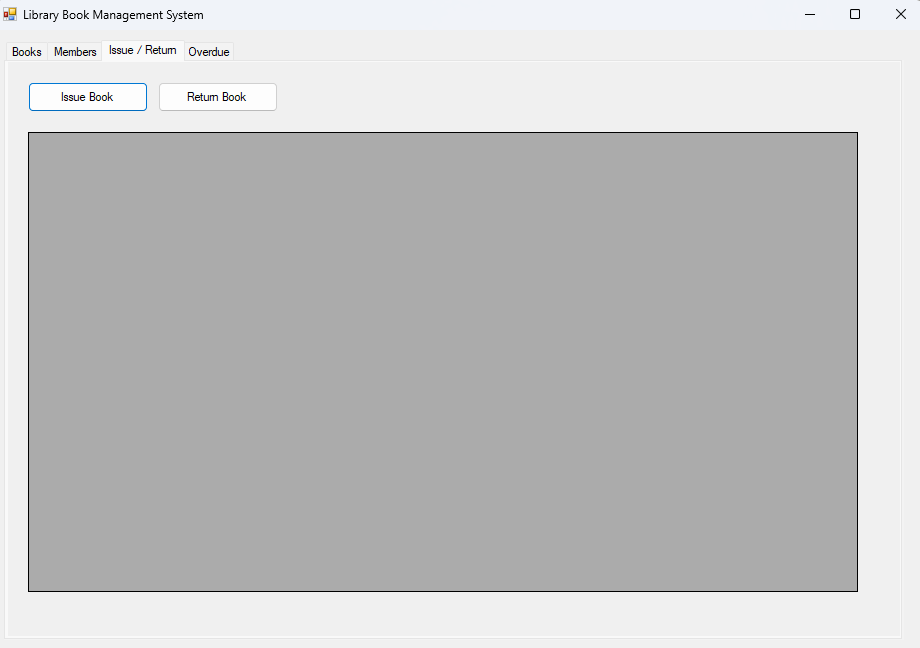 Library Book Management System
Books Members Issue / Return Overdue
Issue Book Return Book